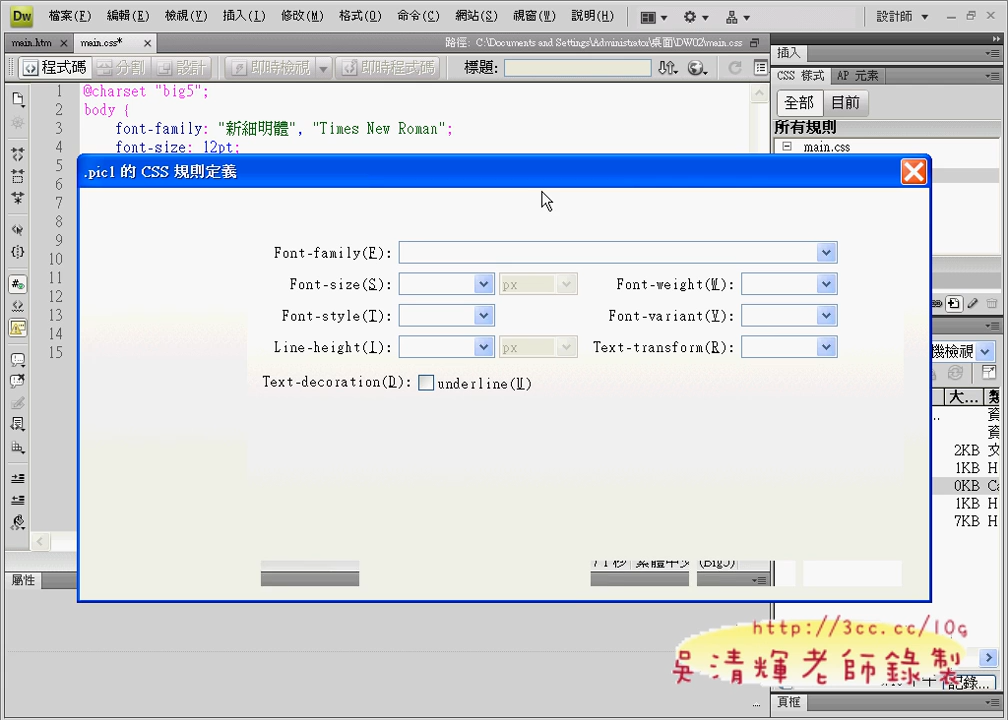 Dw 檔案(F) 編輯(E) 檢視(V) 插入(I) 修改(M) 格式(O) 命令(C) 網站(S) 視窗(W) 說明(H) 設計師
main.htm main.css* 路徑: C:\Documents and Settings\Administrator\桌面\DW02\main.css
程式碼 分割 設計 即時檢視 即時程式碼 標題:
插入
CSS 樣式 AP 元素
全部 目前
所有規則
main.css
1 @charset "big5";
2 body {
3 font-family: "新細明體", "Times New Roman";
4 font-size: 12pt;
5
6
7
8
9
10
11
12
13
14
15
.pic1 的 CSS 規則定義
Font-family(F):
Font-size(S): px Font-weight(W):
Font-style(T): Font-variant(V):
Line-height(I): px Text-transform(R):
Text-decoration(D): underline(U)
機檢視
大...
2KB
1KB H
0KB
1KB H
7KB H
(Big5)
屬性
http://3cc.cc/10g
吳清輝老師錄製
記錄...
頁框